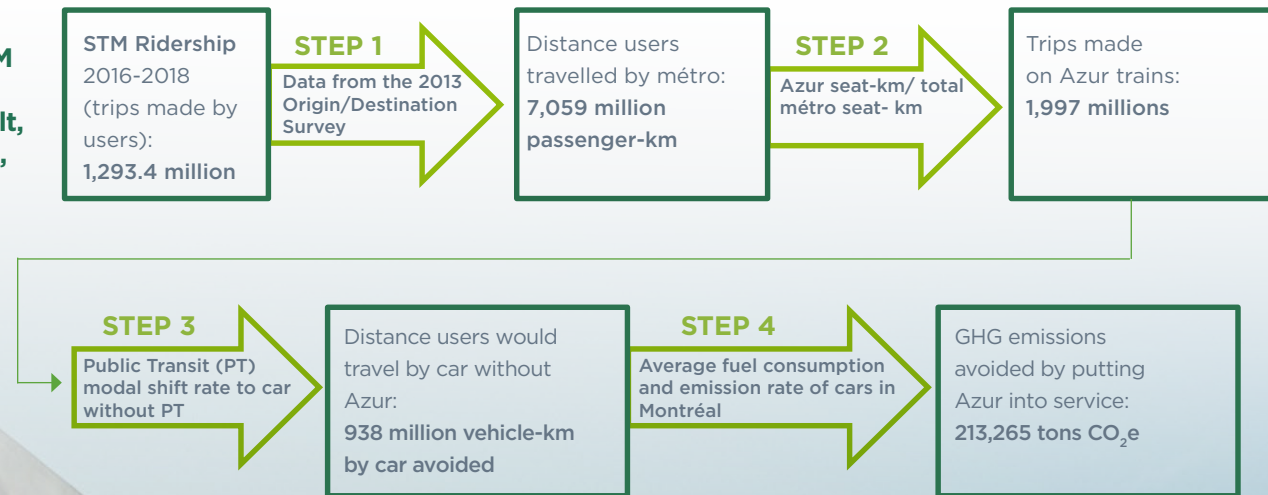 M
lt,
,
STM Ridership
2016-2018
(trips made by
users):
1,293.4 million
STEP 1
Data from the 2013
Origin/Destination
Survey
Distance users
travelled by métro:
7,059 million
passenger-km
STEP 2
Azur seat-km/ total
métro seat- km
Trips made
on Azur trains:
1,997 millions
STEP 3
Public Transit (PT)
modal shift rate to car
without PT
Distance users would
travel by car without
Azur:
938 million vehicle-km
by car avoided
STEP 4
Average fuel consumption
and emission rate of cars in
Montréal
GHG emissions
avoided by putting
Azur into service:
213,265 tons CO₂e